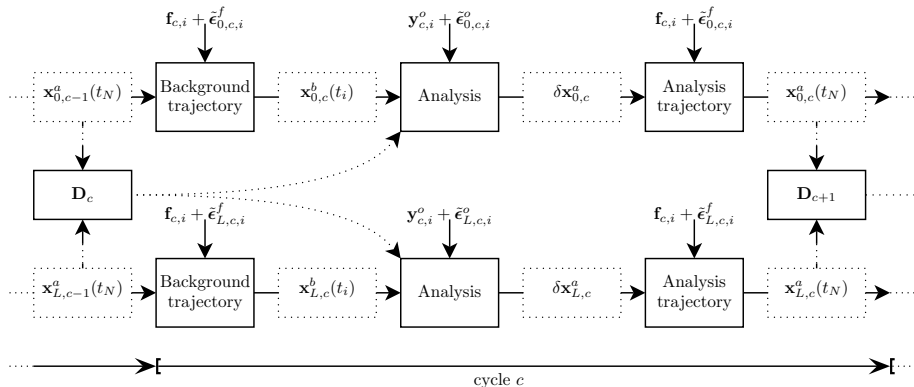 𝐟_{c,i} + ϵ̃^f_{0,c,i}
𝐲^o_{c,i} + ϵ̃^o_{0,c,i}
𝐟_{c,i} + ϵ̃^f_{0,c,i}
𝐱^a_{0,c−1}(t_N)
Background
trajectory
𝐱^b_{0,c}(t_i)
Analysis
δ𝐱^a_{0,c}
Analysis
trajectory
𝐱^a_{0,c}(t_N)
𝐃_c
𝐃_{c+1}
𝐟_{c,i} + ϵ̃^f_{L,c,i}
𝐲^o_{c,i} + ϵ̃^o_{L,c,i}
𝐟_{c,i} + ϵ̃^f_{L,c,i}
𝐱^a_{L,c−1}(t_N)
Background
trajectory
𝐱^b_{L,c}(t_i)
Analysis
δ𝐱^a_{L,c}
Analysis
trajectory
𝐱^a_{L,c}(t_N)
cycle c